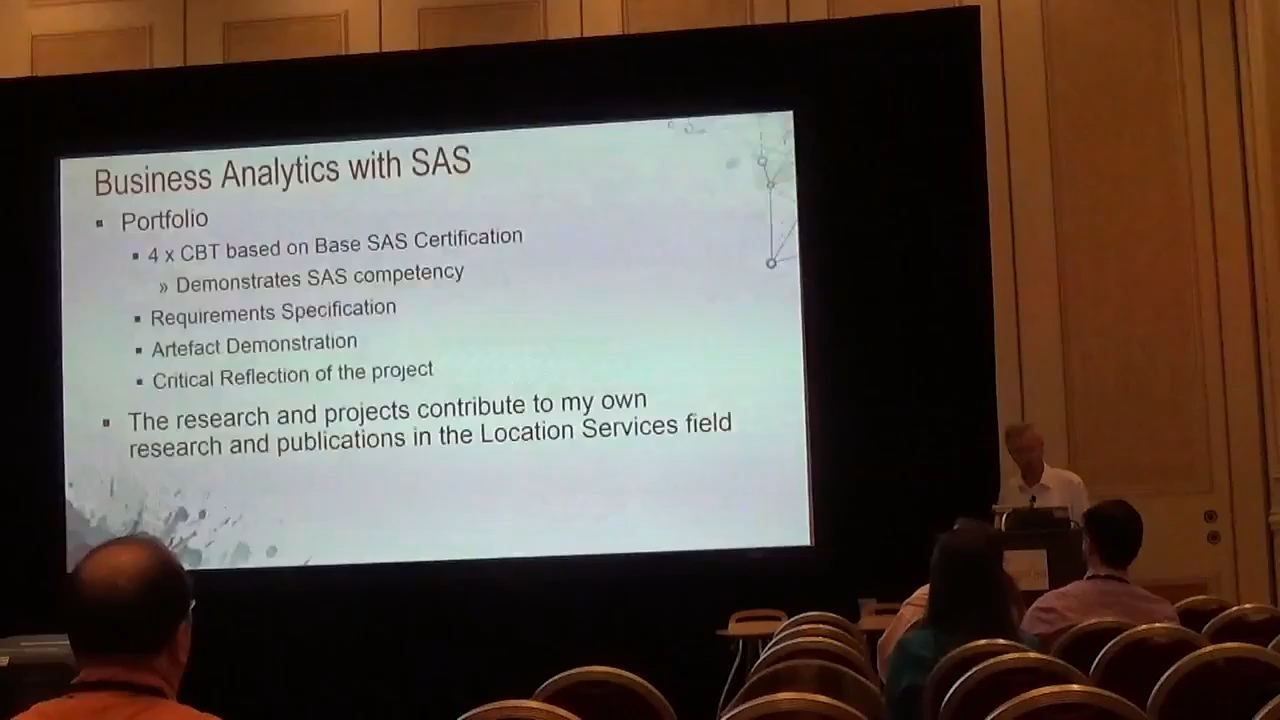 Business Analytics with SAS
▪ Portfolio
▪ 4 x CBT based on Base SAS Certification
» Demonstrates SAS competency
▪ Requirements Specification
▪ Artefact Demonstration
▪ Critical Reflection of the project
▪ The research and projects contribute to my own
research and publications in the Location Services field